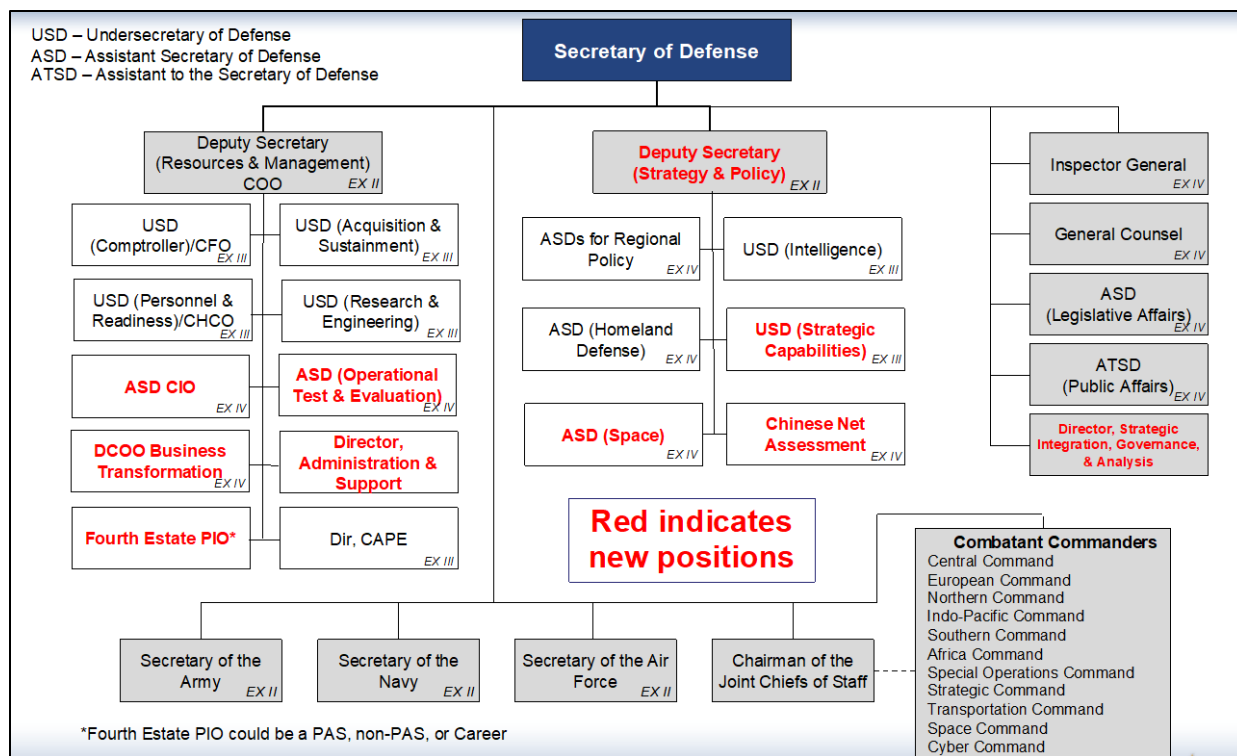 USD – Undersecretary of Defense
ASD – Assistant Secretary of Defense
ATSD – Assistant to the Secretary of Defense
Secretary of Defense
Deputy Secretary
(Resources & Management)
COO
EX II
USD
(Comptroller)/CFO
EX III
USD (Acquisition &
Sustainment)
EX III
USD (Personnel &
Readiness)/CHCO
EX III
USD (Research &
Engineering)
EX III
ASD CIO
EX IV
ASD (Operational
Test & Evaluation)
EX IV
DCOO Business
Transformation
EX IV
Director,
Administration &
Support
Fourth Estate PIO*
Dir, CAPE
EX III
Deputy Secretary
(Strategy & Policy)
EX II
ASDs for Regional
Policy
EX IV
USD (Intelligence)
EX III
ASD (Homeland
Defense)
EX IV
USD (Strategic
Capabilities)
EX III
ASD (Space)
EX IV
Chinese Net
Assessment
EX IV
Inspector General
EX IV
General Counsel
EX IV
ASD
(Legislative Affairs)
EX IV
ATSD
(Public Affairs)
EX IV
Director, Strategic
Integration, Governance,
& Analysis
Red indicates
new positions
Combatant Commanders
Central Command
European Command
Northern Command
Indo-Pacific Command
Southern Command
Africa Command
Special Operations Command
Strategic Command
Transportation Command
Space Command
Cyber Command
Secretary of the
Army
EX II
Secretary of the
Navy
EX II
Secretary of the Air
Force
EX II
Chairman of the
Joint Chiefs of Staff
*Fourth Estate PIO could be a PAS, non-PAS, or Career